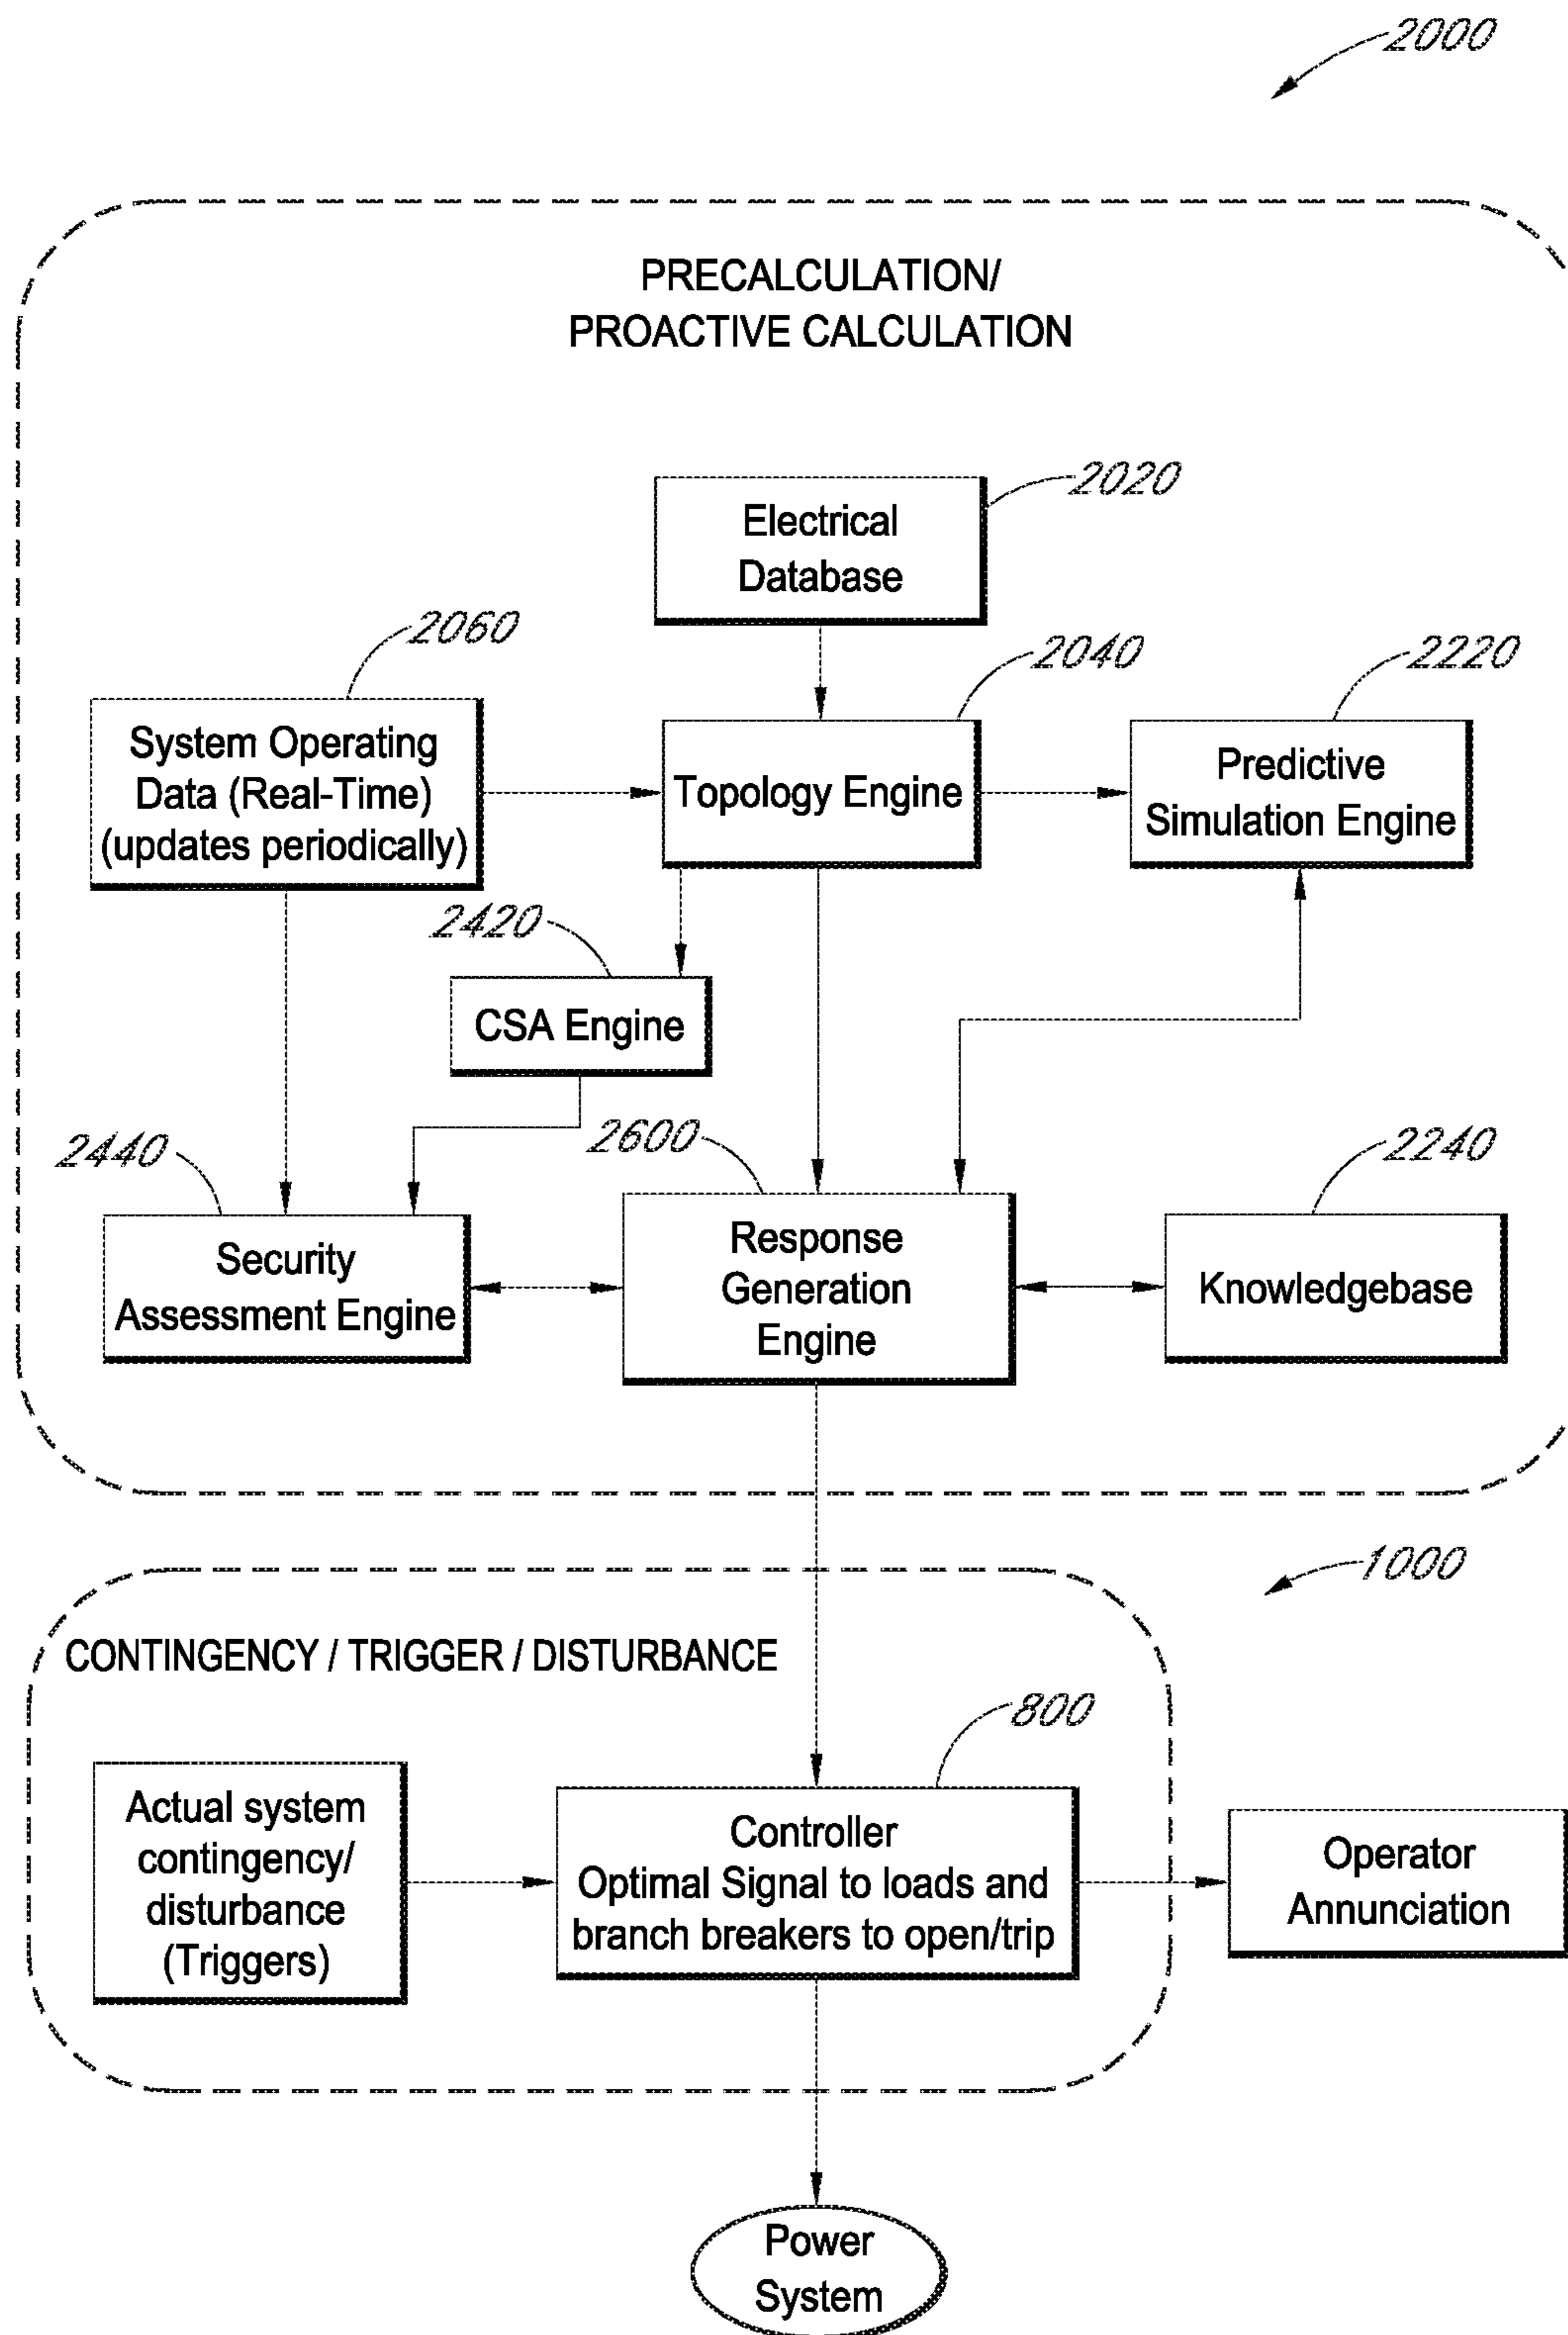 2000
PRECALCULATION/
PROACTIVE CALCULATION
2020
Electrical
Database
2060
2040
2220
System Operating
Data (Real-Time)
(updates periodically)
Topology Engine
Predictive
Simulation Engine
2420
CSA Engine
2440
2600
2240
Security
Assessment Engine
Response
Generation
Engine
Knowledgebase
1000
CONTINGENCY / TRIGGER / DISTURBANCE
800
Actual system
contingency/
disturbance
(Triggers)
Controller
Optimal Signal to loads and
branch breakers to open/trip
Operator
Annunciation
Power
System